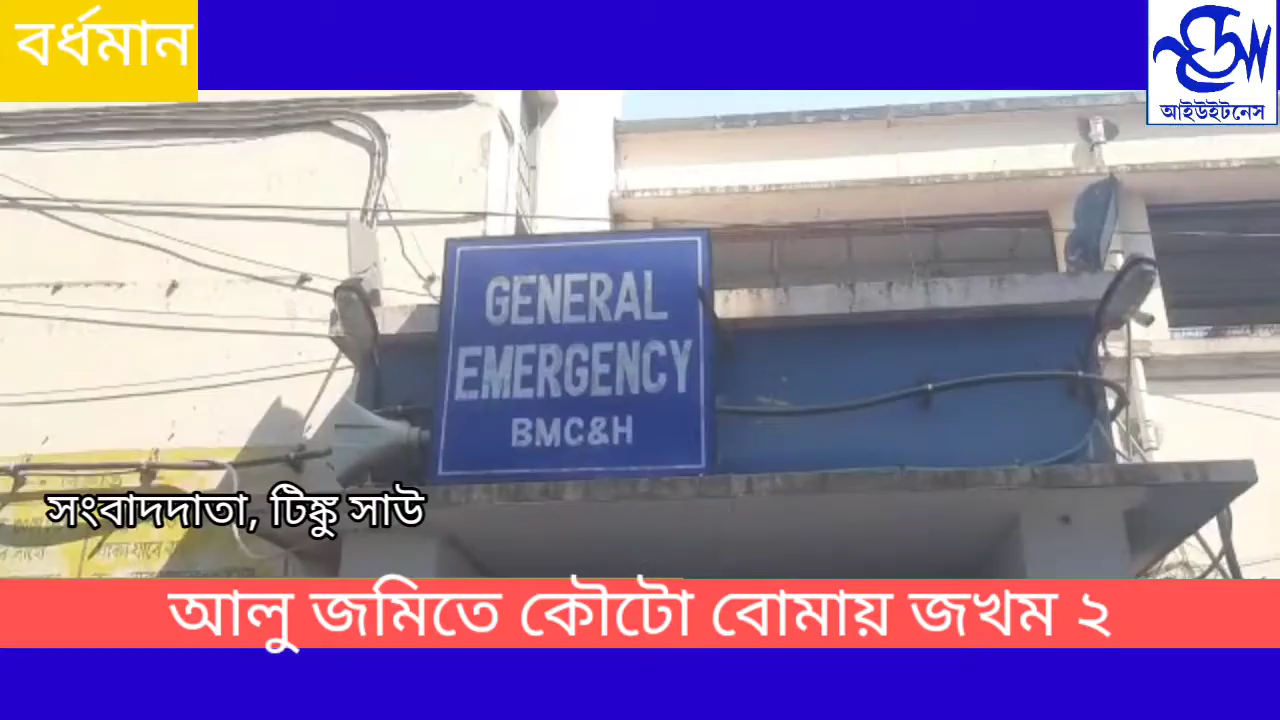 বর্ধমান
আইউইটনেস
GENERAL
EMERGENCY
BMC&H
সংবাদদাতা, টিঙ্কু সাউ
আলু জমিতে কৌটো বোমায় জখম ২